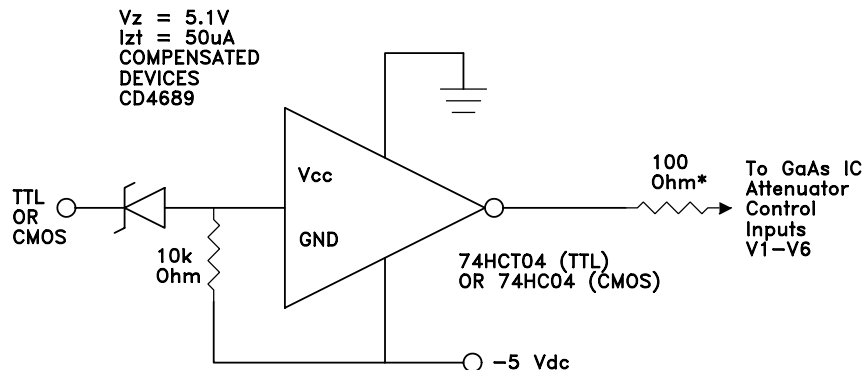 Vz = 5.1V
Izt = 50uA
COMPENSATED
DEVICES
CD4689
Vcc
GND
TTL
OR
CMOS
10k
Ohm
100
Ohm*
To GaAs IC
Attenuator
Control
Inputs
V1-V6
74HCT04 (TTL)
OR 74HC04 (CMOS)
-5 Vdc